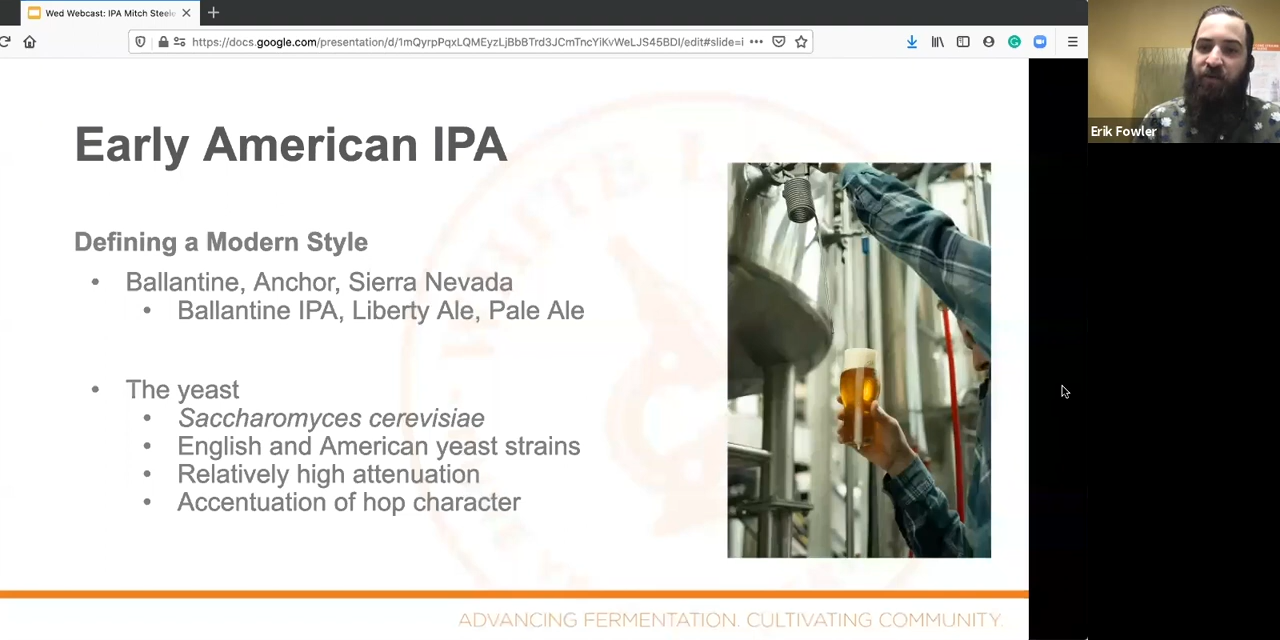 Wed Webcast: IPA Mitch Steele
https://docs.google.com/presentation/d/1mQyrpPqxLQMEyzLjBbBTrd3JCmTncYiKvWeLJS45BDI/edit#slide=i
Erik Fowler
Early American IPA
Defining a Modern Style
• Ballantine, Anchor, Sierra Nevada
• Ballantine IPA, Liberty Ale, Pale Ale
• The yeast
• Saccharomyces cerevisiae
• English and American yeast strains
• Relatively high attenuation
• Accentuation of hop character
ADVANCING FERMENTATION. CULTIVATING COMMUNITY.